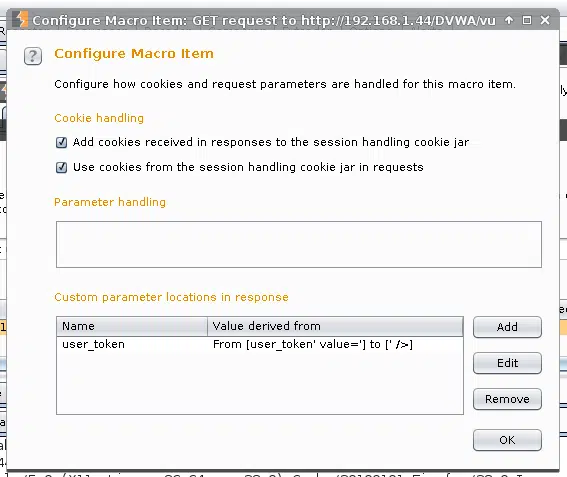 Configure Macro Item: GET request to http://192.168.1.44/DVWA/vu
Configure Macro Item
Configure how cookies and request parameters are handled for this macro item.
Cookie handling
Add cookies received in responses to the session handling cookie jar
Use cookies from the session handling cookie jar in requests
Parameter handling
Custom parameter locations in response
Name Value derived from
user_token From [user_token' value='] to [' />]
Add
Edit
Remove
OK